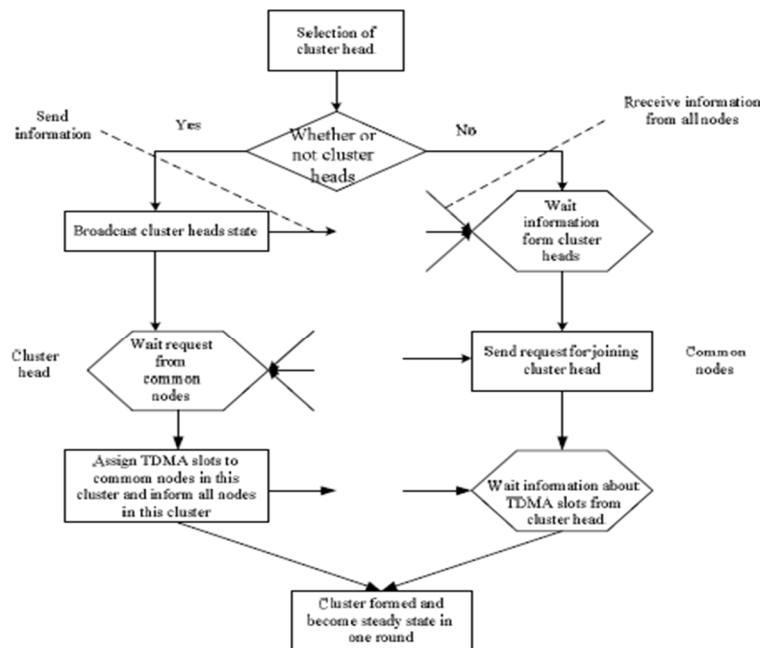 Selection of
cluster head.
Send
information
Yes
Whether or
not cluster
heads
No
Rreceive information
from all nodes
Broadcast cluster heads state
Wait
information
form cluster
heads
Cluster
head
Wait request
from
common
nodes
Send request for joining
cluster head
Common
nodes
Assign TDMA slots to
commom nodes in this
cluster and inform all nodes
in this cluster
Wait information about
TDMA slots from
cluster head
Cluster formed and
become steady state in
one round